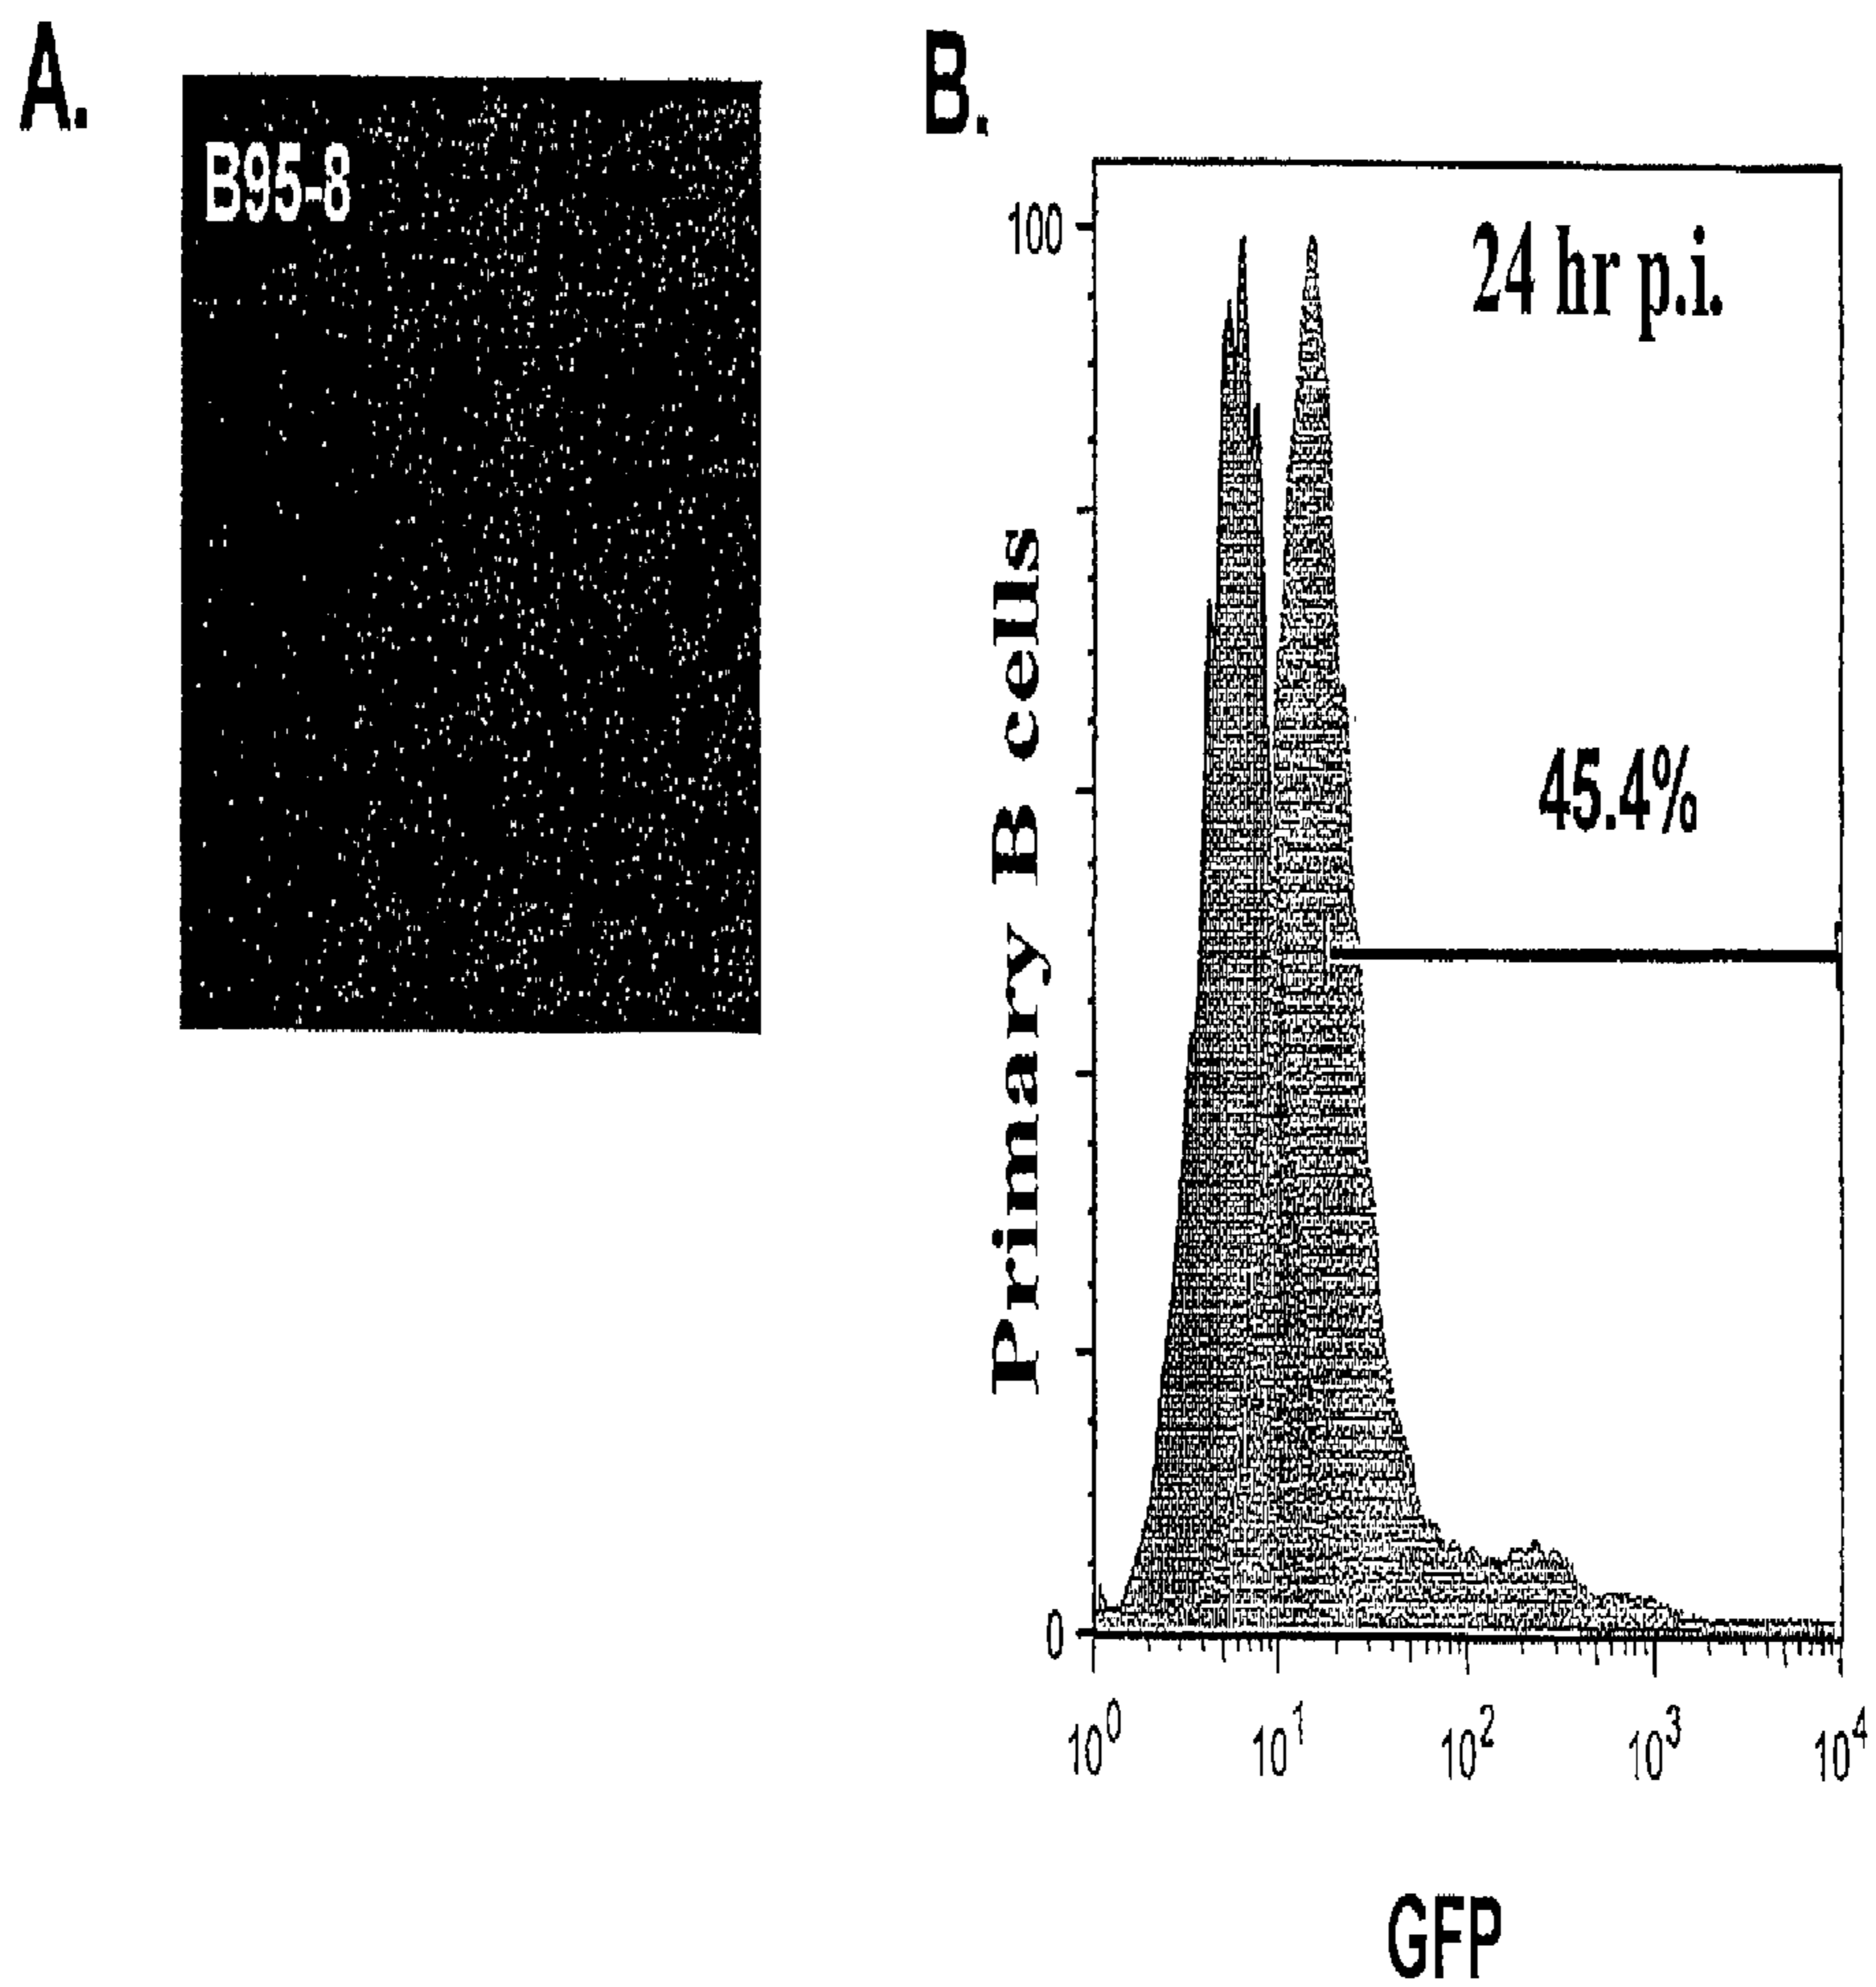 A.
B95-8
B.
24 hr p.i.
45.4%
Primary B cells
100
0
10⁰ 10¹ 10² 10³ 10⁴
GFP